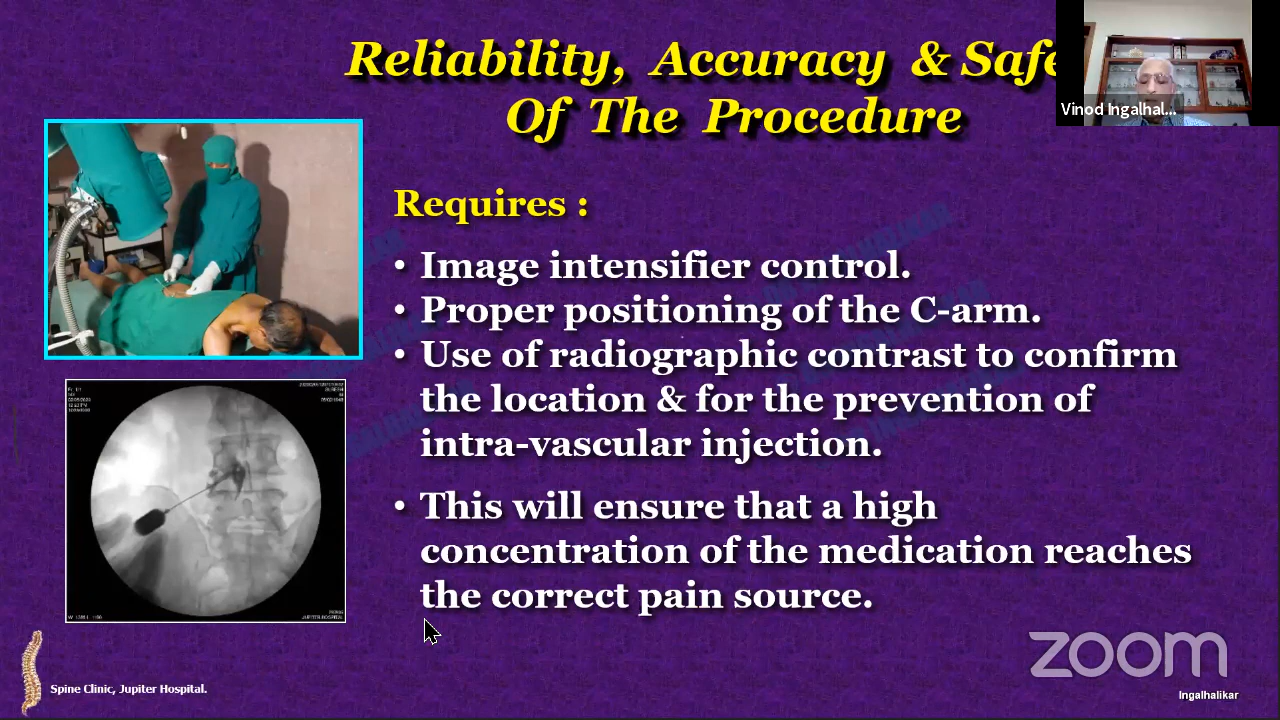 Reliability, Accuracy & Safe
Of The Procedure
Vinod Ingalhal...
Requires :
• Image intensifier control.
• Proper positioning of the C-arm.
• Use of radiographic contrast to confirm
the location & for the prevention of
intra-vascular injection.
• This will ensure that a high
concentration of the medication reaches
the correct pain source.
JUPITER HOSPITAL
Spine Clinic, Jupiter Hospital.
zoom
Ingalhalikar